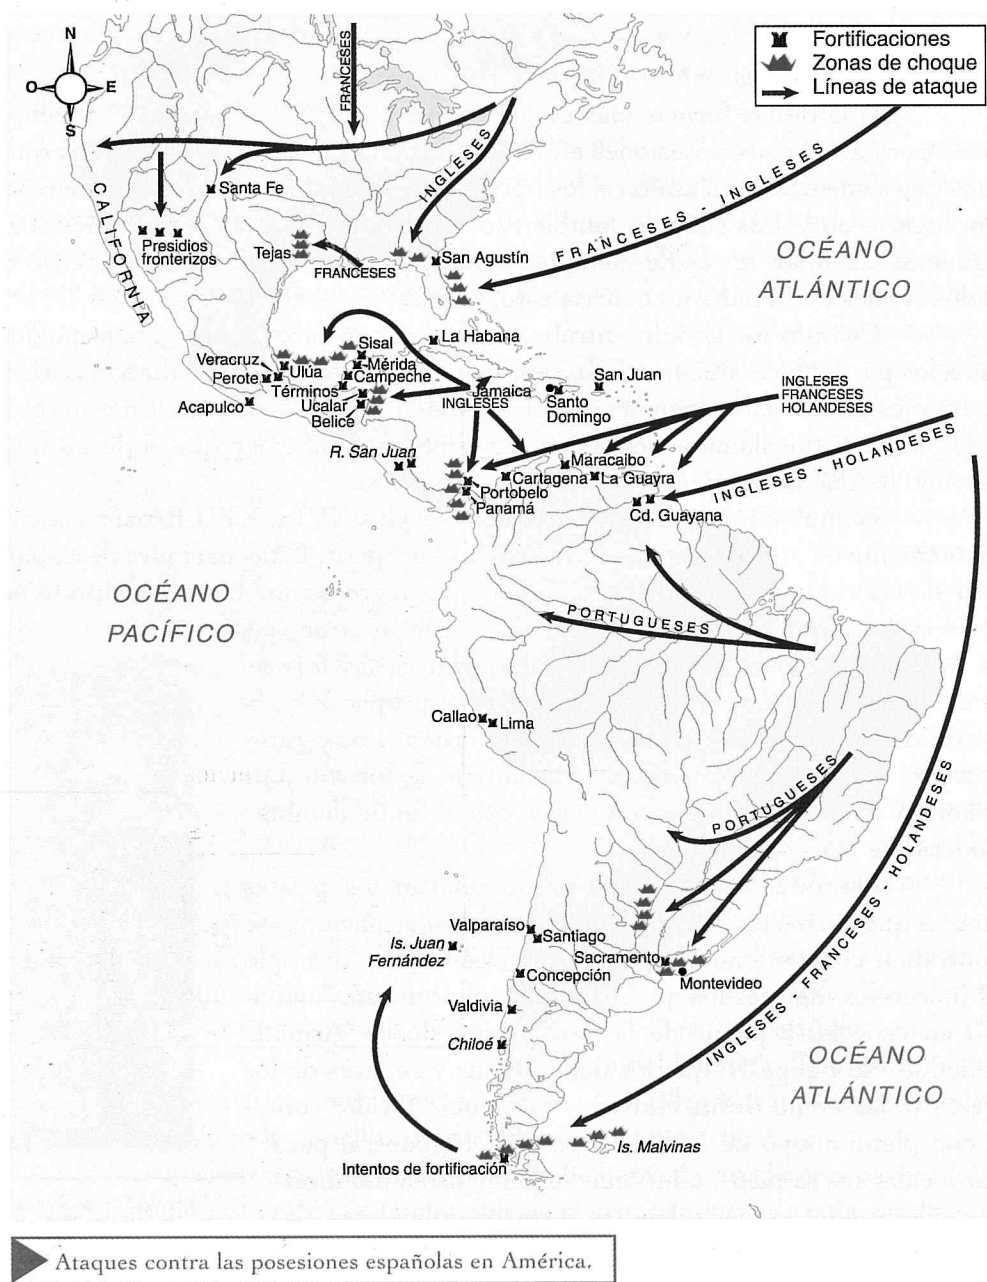 N
O
E
S
Fortificaciones
Zonas de choque
Líneas de ataque
FRANCESES
INGLESES
FRANCESES - INGLESES
CALIFORNIA
Santa Fe
Presidios
fronterizos
Tejas
FRANCESES
San Agustín
OCÉANO
ATLÁNTICO
La Habana
Sisal
Veracruz
Ulúa
Mérida
Perote
Campeche
Términos
Acapulco
Ucalar
Belice
Jamaica
INGLESES
Santo
Domingo
San Juan
INGLESES
FRANCESES
HOLANDESES
R. San Juan
Maracaibo
Cartagena
La Guayra
INGLESES - HOLANDESES
Portobelo
Panamá
Cd. Guayana
OCÉANO
PACÍFICO
PORTUGUESES
Callao
Lima
PORTUGUESES
INGLESES - FRANCESES - HOLANDESES
Valparaíso
Santiago
Is. Juan
Fernández
Sacramento
Concepción
Montevideo
Valdivia
Chiloé
OCÉANO
ATLÁNTICO
Is. Malvinas
Intentos de fortificación
Ataques contra las posesiones españolas en América.